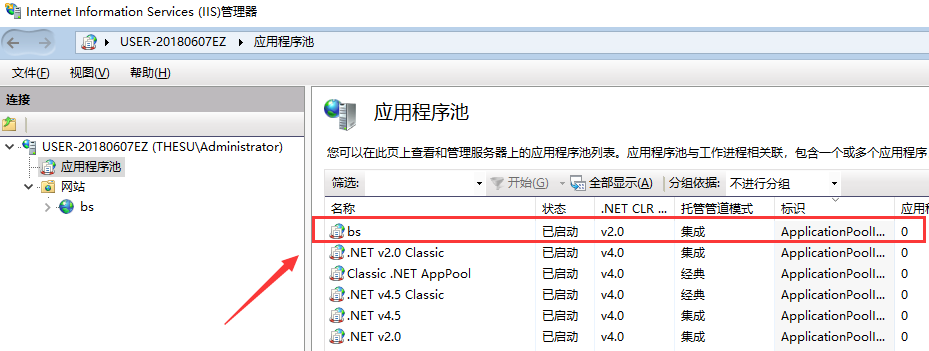 Internet Information Services (IIS)管理器
USER-20180607EZ 应用程序池
文件(F) 视图(V) 帮助(H)
连接
USER-20180607EZ (THESU\Administrator)
应用程序池
网站
bs
应用程序池
您可以在此页上查看和管理服务器上的应用程序池列表。应用程序池与工作进程相关联，包含一个或多个应用程序
筛选: 开始(G) 全部显示(A) 分组依据: 不进行分组
名称 状态 .NET CLR ... 托管管道模式 标识 应用程
bs 已启动 v2.0 集成 ApplicationPoolI... 0
.NET v2.0 Classic 已启动 v4.0 集成 ApplicationPoolI... 0
Classic .NET AppPool 已启动 v4.0 经典 ApplicationPoolI... 0
.NET v4.5 Classic 已启动 v4.0 经典 ApplicationPoolI... 0
.NET v4.5 已启动 v4.0 集成 ApplicationPoolI... 0
.NET v2.0 已启动 v4.0 集成 ApplicationPoolI... 0